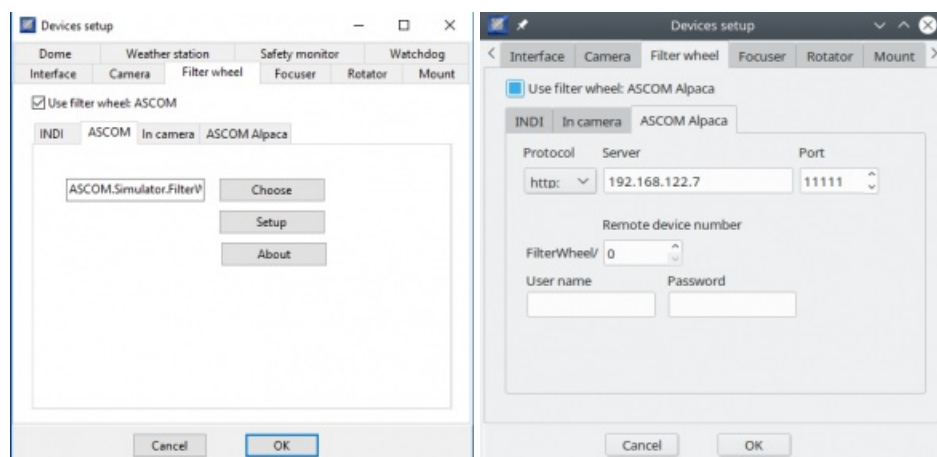 Devices setup
Dome Weather station Safety monitor Watchdog
Interface Camera Filter wheel Focuser Rotator Mount
Use filter wheel: ASCOM
INDI ASCOM In camera ASCOM Alpaca
ASCOM.Simulator.FilterW Choose
Setup
About
Cancel OK
Devices setup
Interface Camera Filter wheel Focuser Rotator Mount
Use filter wheel: ASCOM Alpaca
INDI In camera ASCOM Alpaca
Protocol Server Port
http: 192.168.122.7 11111
Remote device number
FilterWheel/ 0
User name Password
Cancel OK